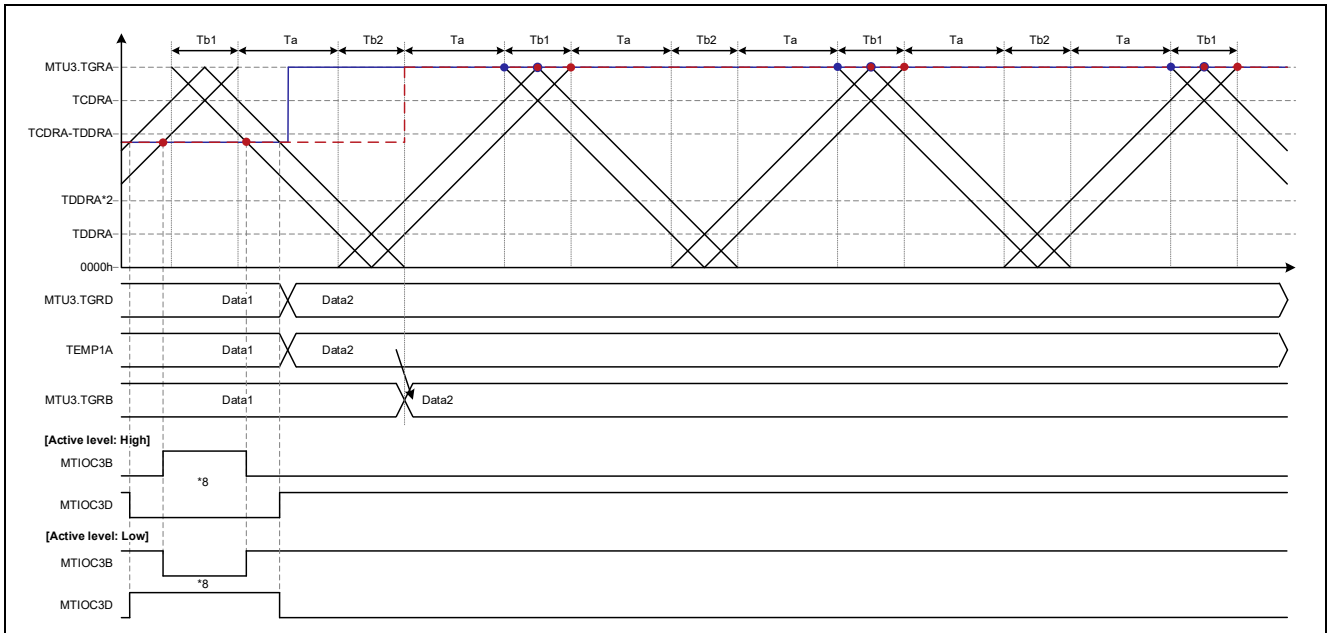 Tb1 Ta Tb2 Ta Tb1 Ta Tb2 Ta Tb1 Ta Tb2 Ta Tb1
MTU3.TGRA
TCDRA
TCDRA-TDDRA
TDDRA*2
TDDRA
0000h
MTU3.TGRD Data1 Data2
TEMP1A Data1 Data2
MTU3.TGRB Data1 Data2
[Active level: High]
MTIOC3B
*8
MTIOC3D
[Active level: Low]
MTIOC3B
*8
MTIOC3D